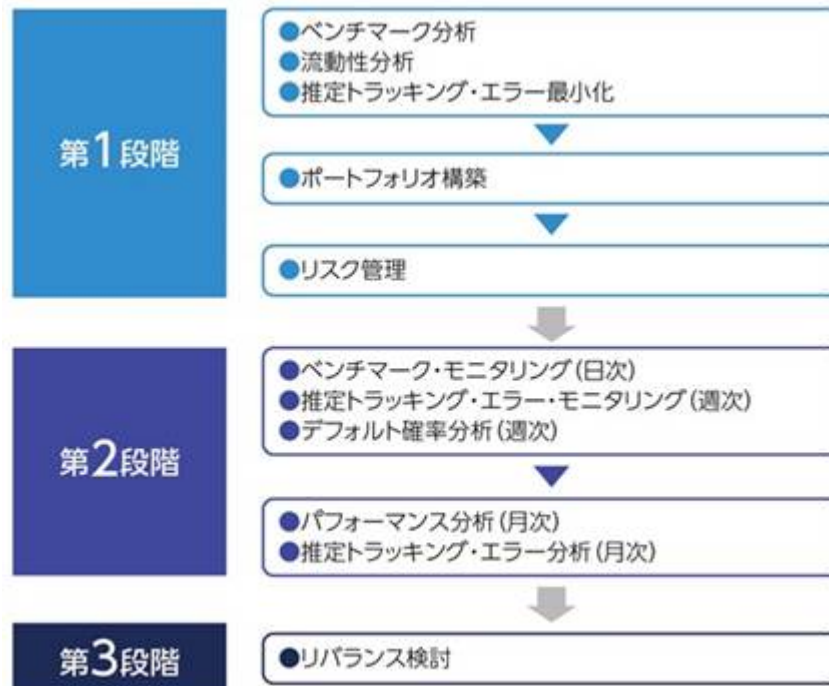 第1段階
●ベンチマーク分析
●流動性分析
●推定トラッキング・エラー最小化
●ポートフォリオ構築
●リスク管理
第2段階
●ベンチマーク・モニタリング(日次)
●推定トラッキング・エラー・モニタリング(週次)
●デフォルト確率分析(週次)
●パフォーマンス分析(月次)
●推定トラッキング・エラー分析(月次)
第3段階
●リバランス検討